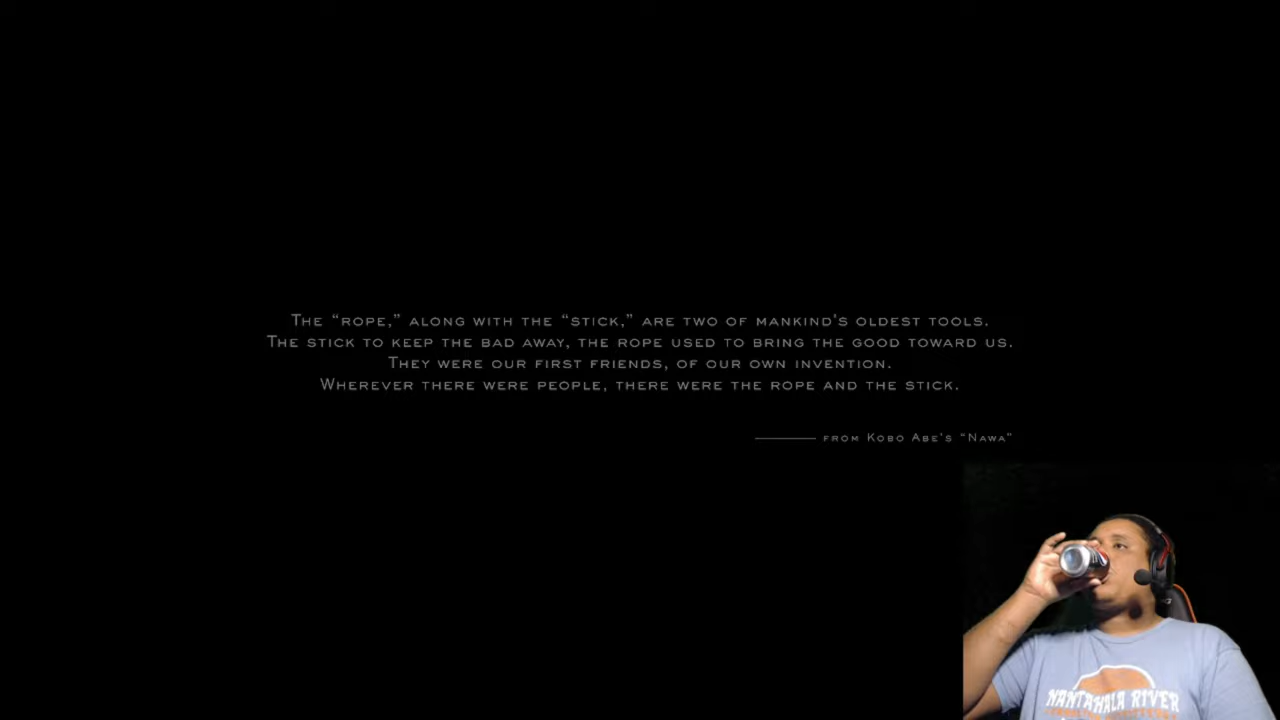 The “rope,” along with the “stick,” are two of mankind's oldest tools.
The stick to keep the bad away, the rope used to bring the good toward us.
They were our first friends, of our own invention.
Wherever there were people, there were the rope and the stick.
——— from Kobo Abe's “Nawa”
NANTAHALA RIVER